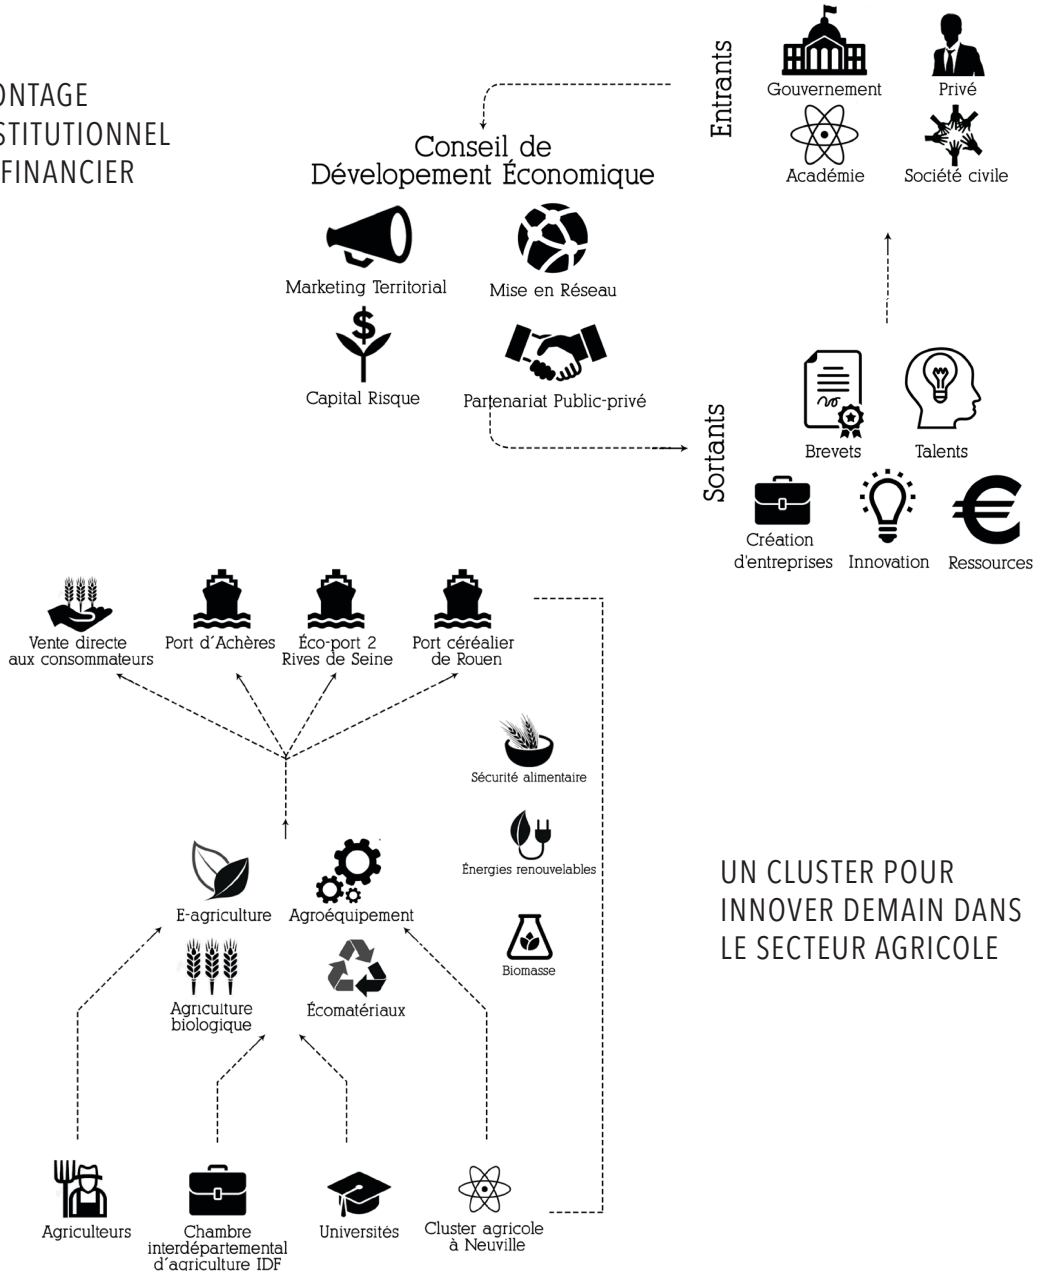 ONTAGE
STITUTIONNEL
FINANCIER
Entrants
Gouvernement
Privé
Académie
Société civile
Conseil de
Dévelopement Économique
Marketing Territorial
Mise en Réseau
$
Capital Risque
Partenariat Public-privé
Sortants
Brevets
Talents
Création
d'entreprises
Innovation
€
Ressources
Vente directe
aux consommateurs
Port d´Achères
Éco-port 2
Rives de Seine
Port céréalier
de Rouen
Sécurité alimentaire
Énergies renouvelables
Biomasse
E-agriculture
Agroéquipement
Agriculture
biologique
Écomatériaux
UN CLUSTER POUR
INNOVER DEMAIN DANS
LE SECTEUR AGRICOLE
Agriculteurs
Chambre
interdépartemental
d´agriculture IDF
Universités
Cluster agricole
à Neuville